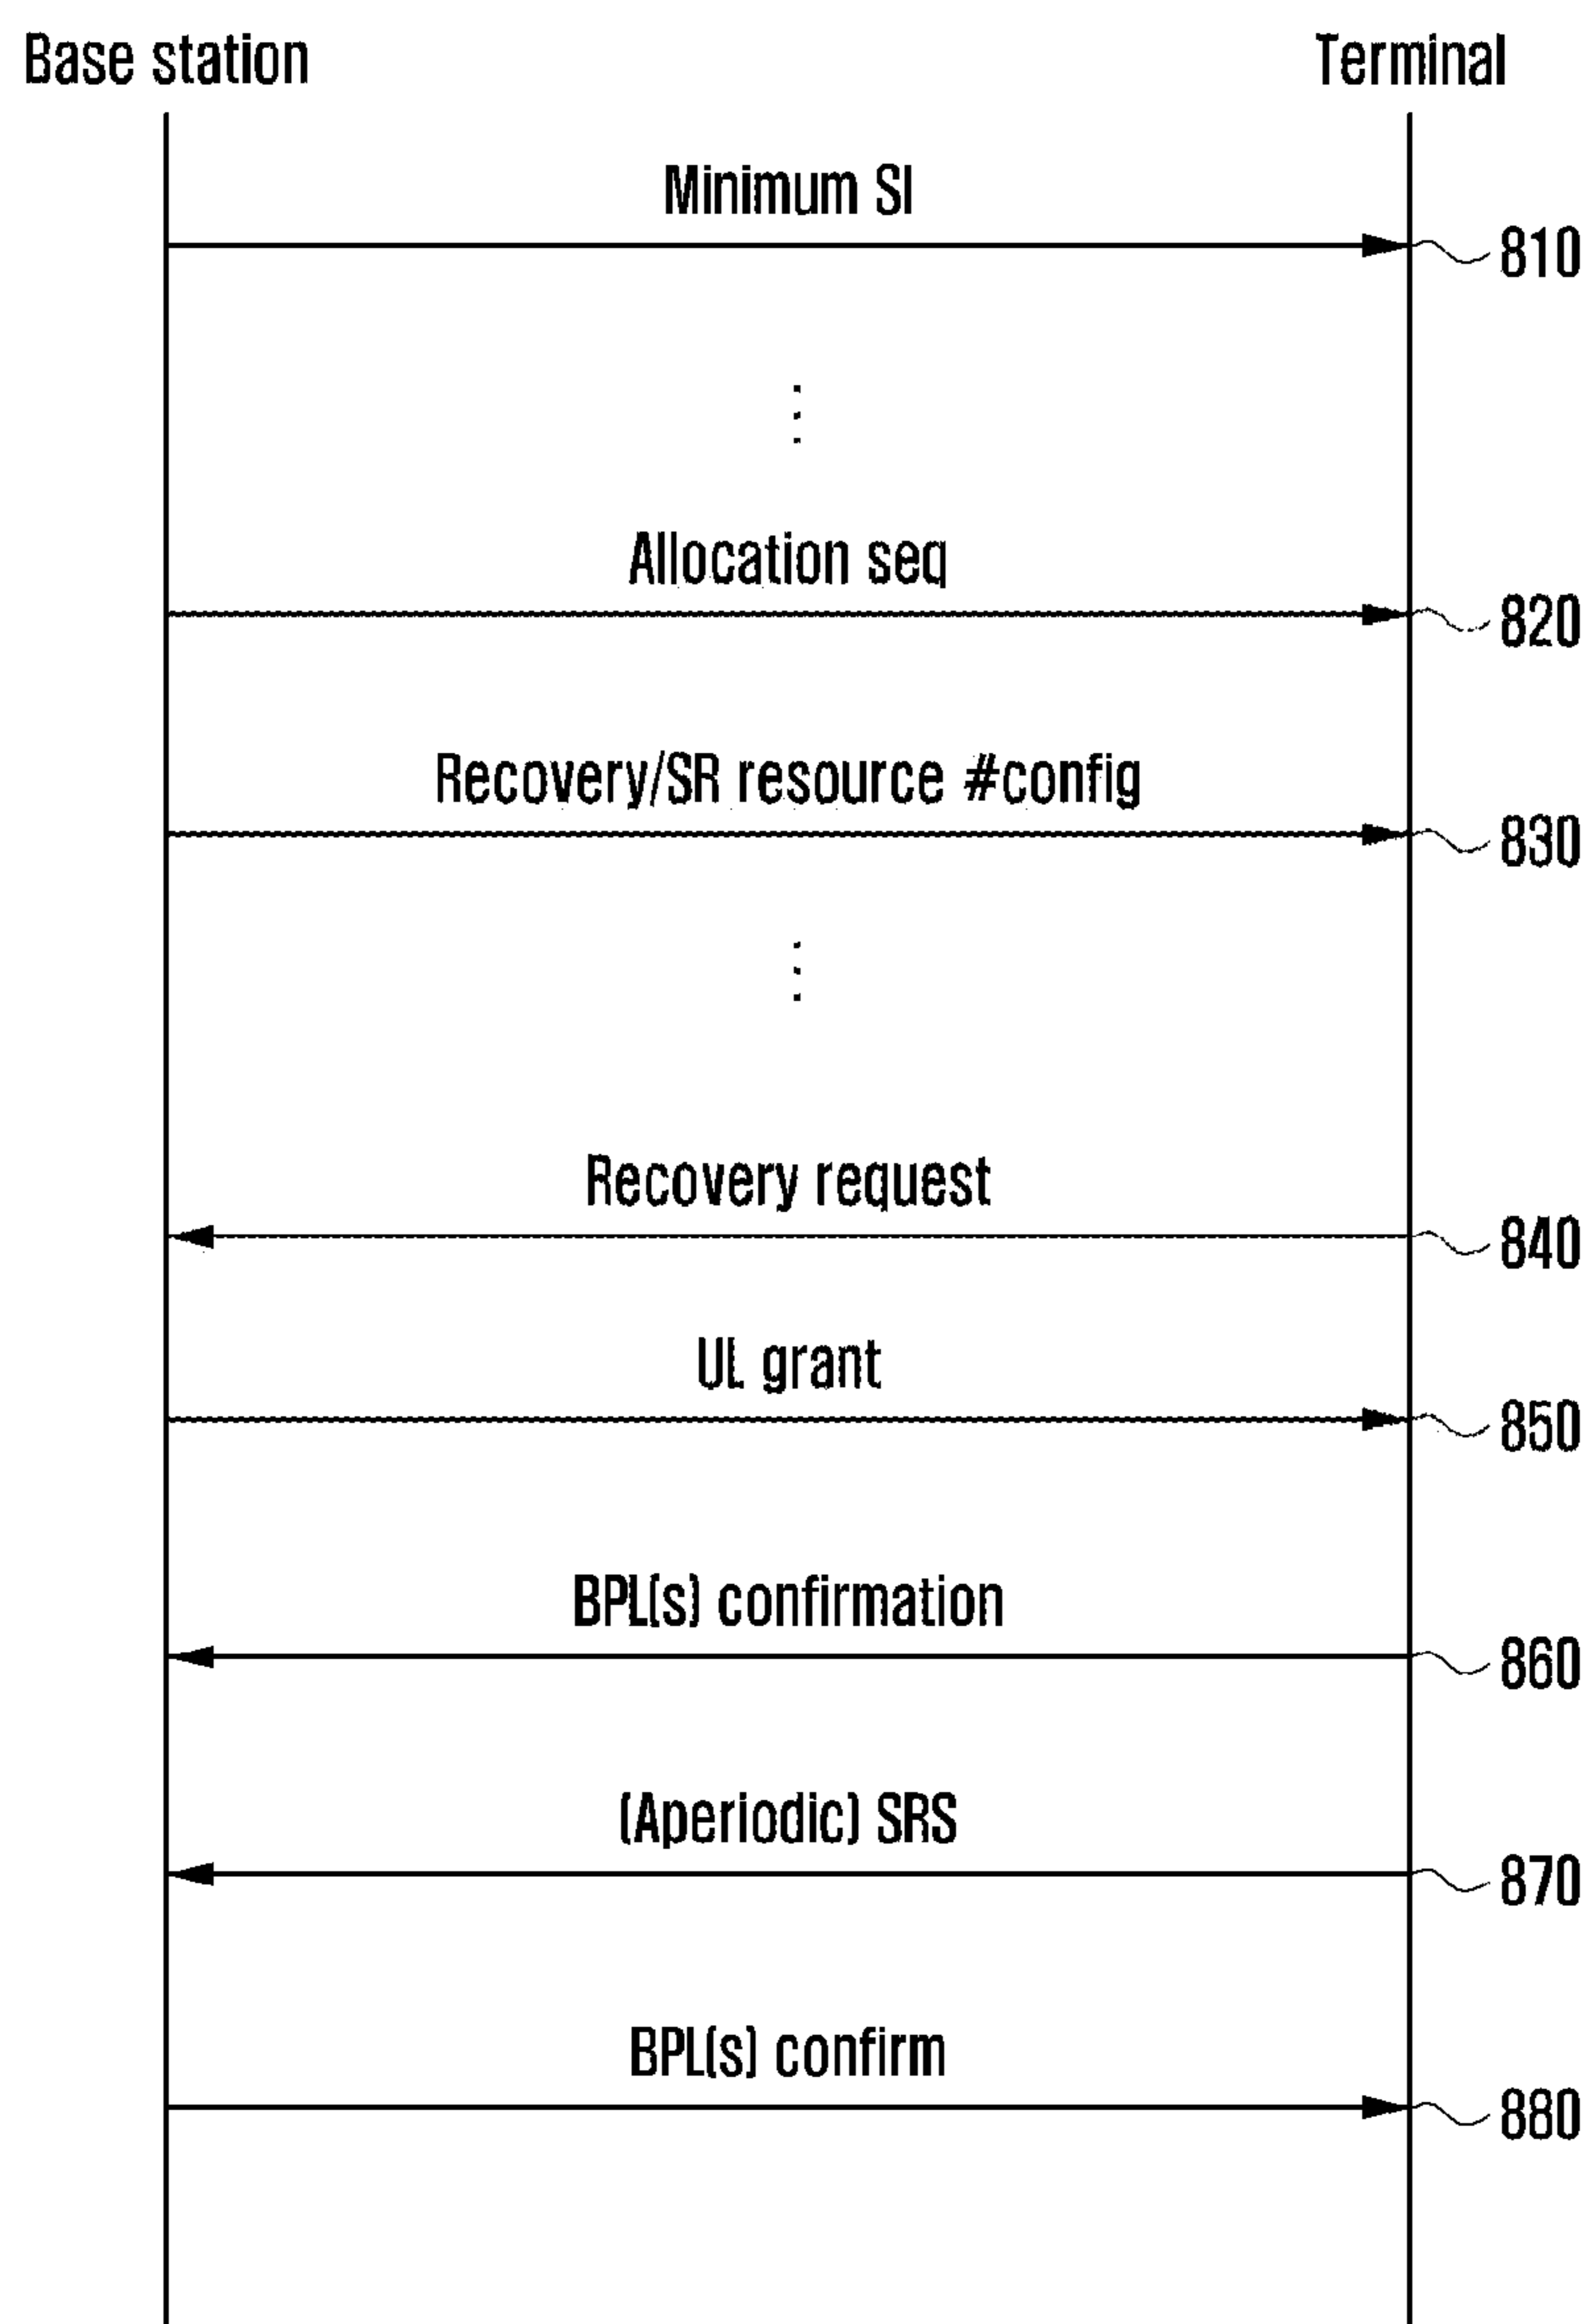 Base station Terminal
Minimum SI
810
Allocation seq
820
Recovery/SR resource #config
830
Recovery request
840
UL grant
850
BPL(s) confirmation
860
(Aperiodic) SRS
870
BPL(s) confirm
880